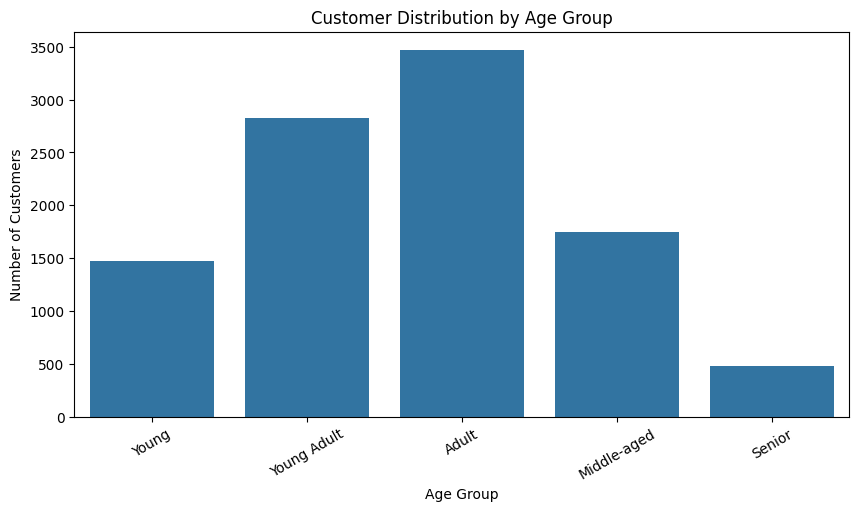 Customer Distribution by Age Group
Number of Customers
3500
3000
2500
2000
1500
1000
500
0
Young
Young Adult
Adult
Middle-aged
Senior
Age Group